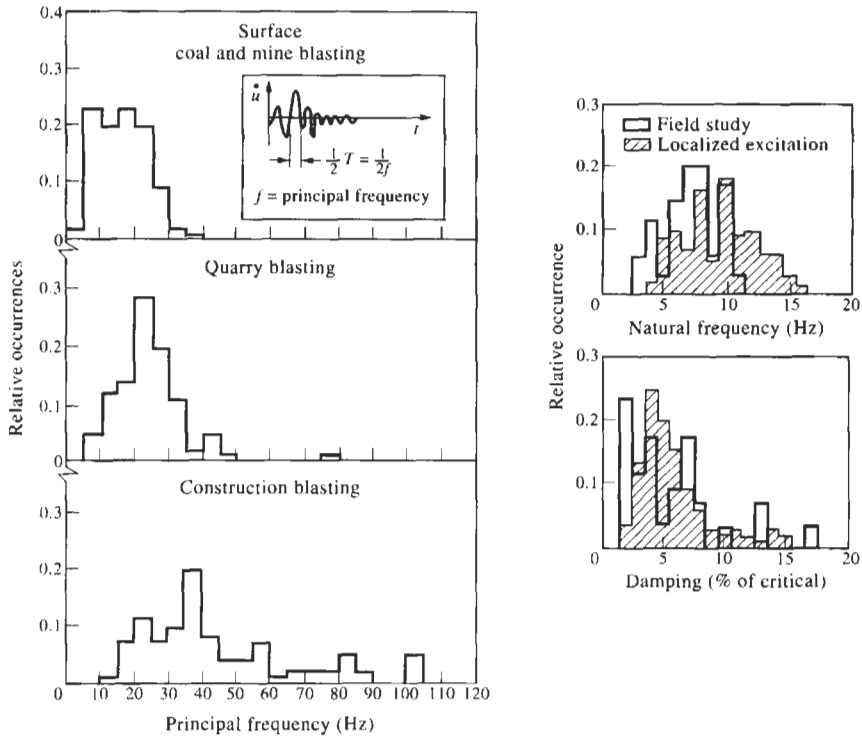 Surface
coal and mine blasting
0.4
0.3
0.2
0.1
0
u̇
t
1/2 T = 1/2f
f = principal frequency
Quarry blasting
0.3
0.2
0.1
0
Construction blasting
0.3
0.2
0.1
0 10 20 30 40 50 60 70 80 90 100 110 120
Principal frequency (Hz)
Relative occurrences
Field study
Localized excitation
0.3
0.2
0.1
0 5 10 15 20
Natural frequency (Hz)
Relative occurrence
0.3
0.2
0.1
0 5 10 15 20
Damping (% of critical)